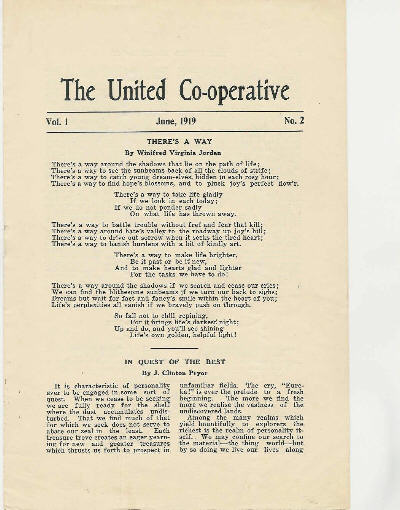 The United Co-operative
Vol. 1 June, 1919 No. 2
THERE'S A WAY
By Winifred Virginia Jordan
There's a way around the shadows that lie on the path of life;
There's a way to see the sunbeams back of all the clouds of strife;
There's a way to catch young dream-elves, hidden in each rosy hour;
There's a way to find hope's blossoms, and to pluck joy's perfect flow'r.
There's a way to take life gladly
If we look in each today;
If we do not ponder sadly
On what life has thrown away.
There's a way to battle trouble without fret and fear that kill;
There's a way around hate's valley to the roadway up joy's hill;
There's a way to drive out sorrow when it seeks the tired heart;
There's a way to banish burdens with a bit of kindly art.
There's a way to make life brighter,
Be it past or be it new,
And to make hearts glad and lighter
For the tasks we have to do!
There's a way around the shadows if we search and cease our cries;
We can find the blithesome sunbeams if we turn our back to sighs;
Dreams but wait for fact and fancy's smile within the heart of you;
Life's perplexities all vanish if we bravely push on through.
So fail not to chill repining,
For it brings life's darkest night;
Up and do, and you'll see shining
Life's own golden, helpful light!
IN QUEST OF THE BEST
By J. Clinton Pryor
It is characteristic of personality
ever to be engaged in some sort of
quest. When we cease to be seeking
we are fully ready for the shelf
where the dust accumulates undis-
turbed. That we find much of that
for which we seek does not serve to
abate our zeal in the least. Each
treasure trove creates an eager yearn-
ing for new and greater treasures
which thrusts us forth to prospect in
unfamiliar fields. The cry, "Eure-
ka!" is ever the prelude to a fresh
beginning. The more we find the
more we realize the vastness of the
undiscovered lands.
Among the many realms which
yield bountifully to explorers the
richest is the realm of personality it-
self. We may confine our search to
the material—the thing world—but
by so doing we live our lives along